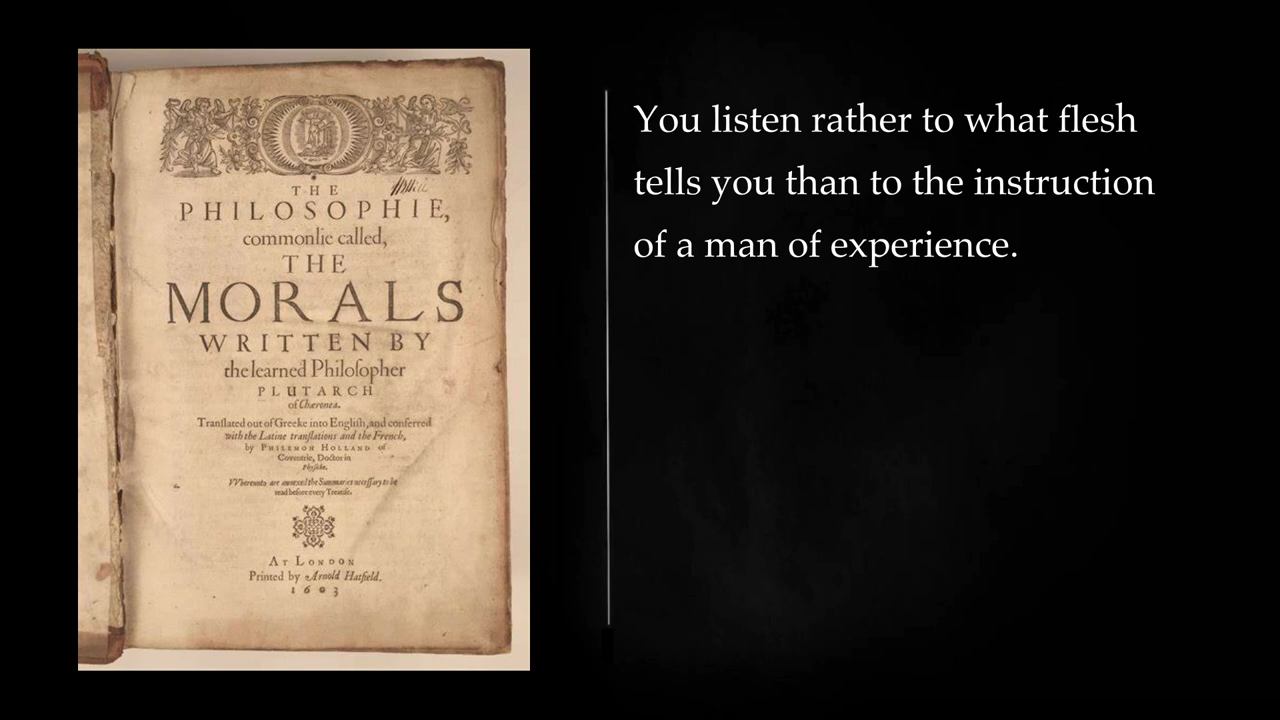 THE
PHILOSOPHIE,
commonlie called,
THE
MORALS
WRITTEN BY
the learned Philoſopher
PLUTARCH
of Chæronea.
Tranſlated out of Greeke into Engliſh, and conferred
with the Latine tranſlations and the French,
by PHILEMON HOLLAND of
Coventrie, Doctor in
Phyſicke.
VVhereunto are annexed the Summaries neceſſary to be
read before every Treatiſe.
AT LONDON
Printed by Arnold Hatfield.
1603
You listen rather to what flesh
tells you than to the instruction
of a man of experience.